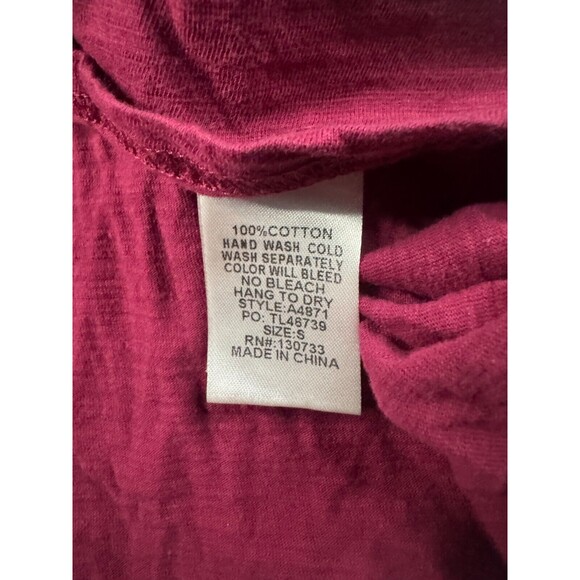 100%COTTON
HAND WASH COLD
WASH SEPARATELY
COLOR WILL BLEED
NO BLEACH
HANG TO DRY
STYLE:A4871
PO: TL46739
SIZE:S
RN#:130733
MADE IN CHINA